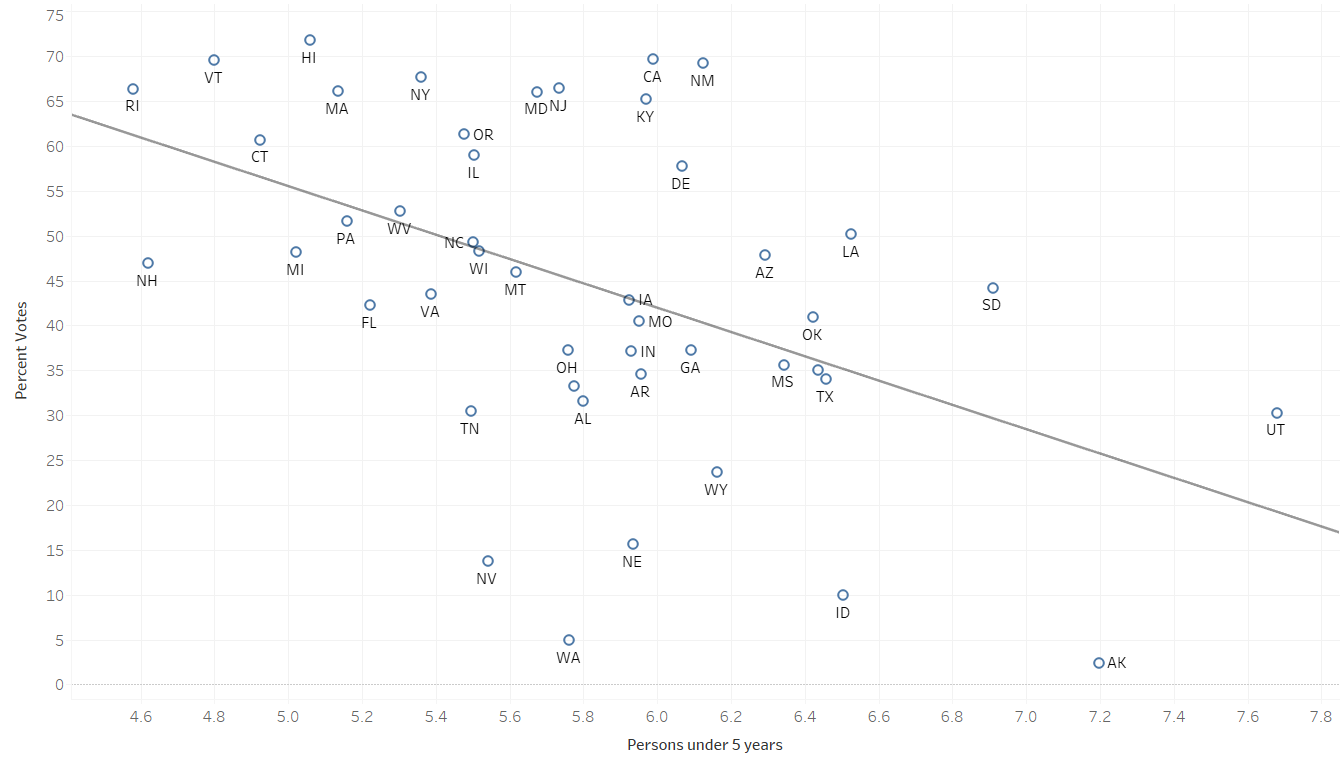 75
HI
70
VT
CA
NM
NY
RI
MA
MD
NJ
KY
65
OR
60
CT
IL
DE
55
WV
PA
50
NC
LA
MI
WI
AZ
NH
MT
45
SD
VA
IA
FL
MO
OK
40
OH
IN
GA
35
AR
MS
TX
30
AL
TN
UT
25
WY
20
15
NE
NV
10
ID
5
WA
AK
0
Percent Votes
4.6 4.8 5.0 5.2 5.4 5.6 5.8 6.0 6.2 6.4 6.6 6.8 7.0 7.2 7.4 7.6 7.8
Persons under 5 years